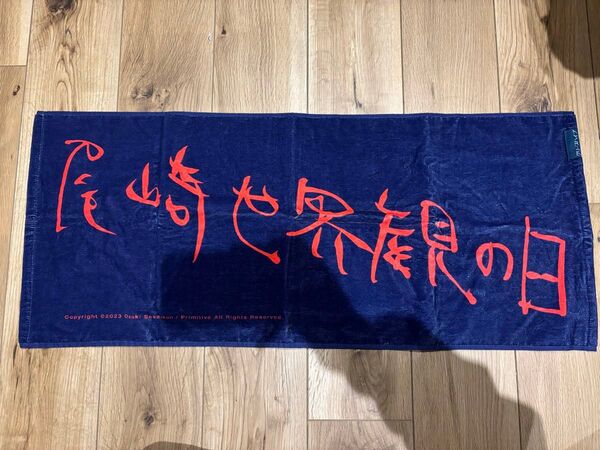 尾崎世界観の日
Copyright ©2023 Ozaki Sekaikan / Primitive All Rights Reserved.